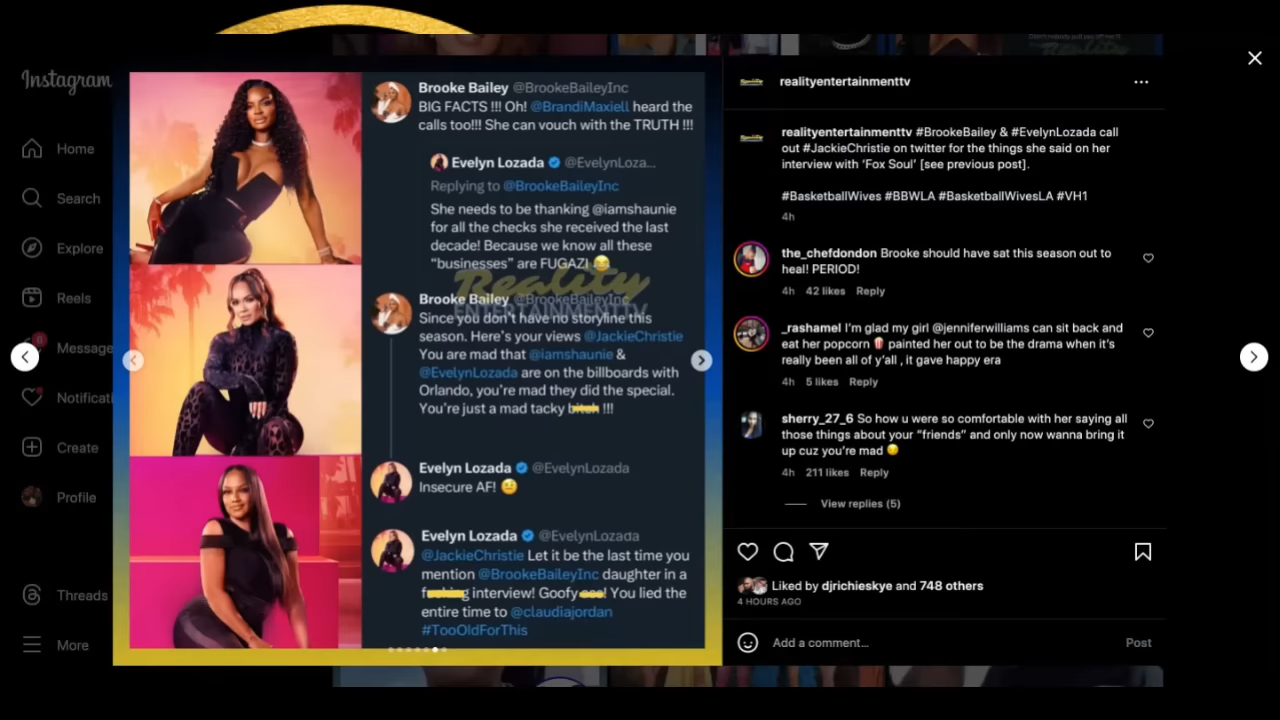 Instagram
Home
Search
Explore
Reels
Message
Notificat
Create
Profile
Threads
More
Brooke Bailey @BrookeBaileyInc
BIG FACTS !!! Oh! @BrandiMaxiell heard the
calls too!!! She can vouch with the TRUTH !!!
Evelyn Lozada @EvelynLoza...
Replying to @BrookeBaileyInc
She needs to be thanking @iamshaunie
for all the checks she received the last
decade! Because we know all these
“businesses” are FUGAZI 😂
Reality
ENTERTAINMENTTV
Brooke Bailey @BrookeBaileyInc
Since you don’t have no storyline this
season. Here’s your views @JackieChristie
You are mad that @iamshaunie &
@EvelynLozada are on the billboards with
Orlando, you’re mad they did the special.
You’re just a mad tacky bitch !!!
Evelyn Lozada @EvelynLozada
Insecure AF! 😐
Evelyn Lozada @EvelynLozada
@JackieChristie Let it be the last time you
mention @BrookeBaileyInc daughter in a
f g interview! Goofy ! You lied the
entire time to @claudiajordan
#TooOldForThis
realityentertainmenttv
realityentertainmenttv #BrookeBailey & #EvelynLozada call
out #JackieChristie on twitter for the things she said on her
interview with ‘Fox Soul’ [see previous post].
#BasketballWives #BBWLA #BasketballWivesLA #VH1
4h
the_chefdondon Brooke should have sat this season out to
heal! PERIOD!
4h 42 likes Reply
_rashamel I’m glad my girl @jenniferwilliams can sit back and
eat her popcorn 🍿 painted her out to be the drama when it’s
really been all of y’all , it gave happy era
4h 5 likes Reply
sherry_27_6 So how u were so comfortable with her saying all
those things about your “friends” and only now wanna bring it
up cuz you’re mad 🥴
4h 211 likes Reply
View replies (5)
Liked by djrichieskye and 748 others
4 HOURS AGO
Add a comment...
Post